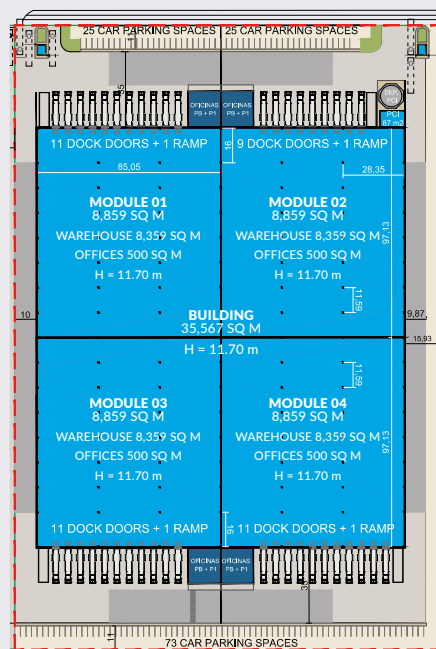 25 CAR PARKING SPACES
25 CAR PARKING SPACES
35
OFICINAS
PB + P1
OFICINAS
PB + P1
PCI
87 m2
11 DOCK DOORS + 1 RAMP
9 DOCK DOORS + 1 RAMP
16
85,05
28,35
MODULE 01
8,859 SQ M
WAREHOUSE 8,359 SQ M
OFFICES 500 SQ M
H = 11.70 m
MODULE 02
8,859 SQ M
WAREHOUSE 8,359 SQ M
OFFICES 500 SQ M
H = 11.70 m
97,13
11,59
10
BUILDING
35,567 SQ M
H = 11.70 m
9,87
15,93
11,59
MODULE 03
8,859 SQ M
WAREHOUSE 8,359 SQ M
OFFICES 500 SQ M
H = 11.70 m
MODULE 04
8,859 SQ M
WAREHOUSE 8,359 SQ M
OFFICES 500 SQ M
H = 11.70 m
97,13
16
11 DOCK DOORS + 1 RAMP
11 DOCK DOORS + 1 RAMP
OFICINAS
PB + P1
OFICINAS
PB + P1
11
73 CAR PARKING SPACES